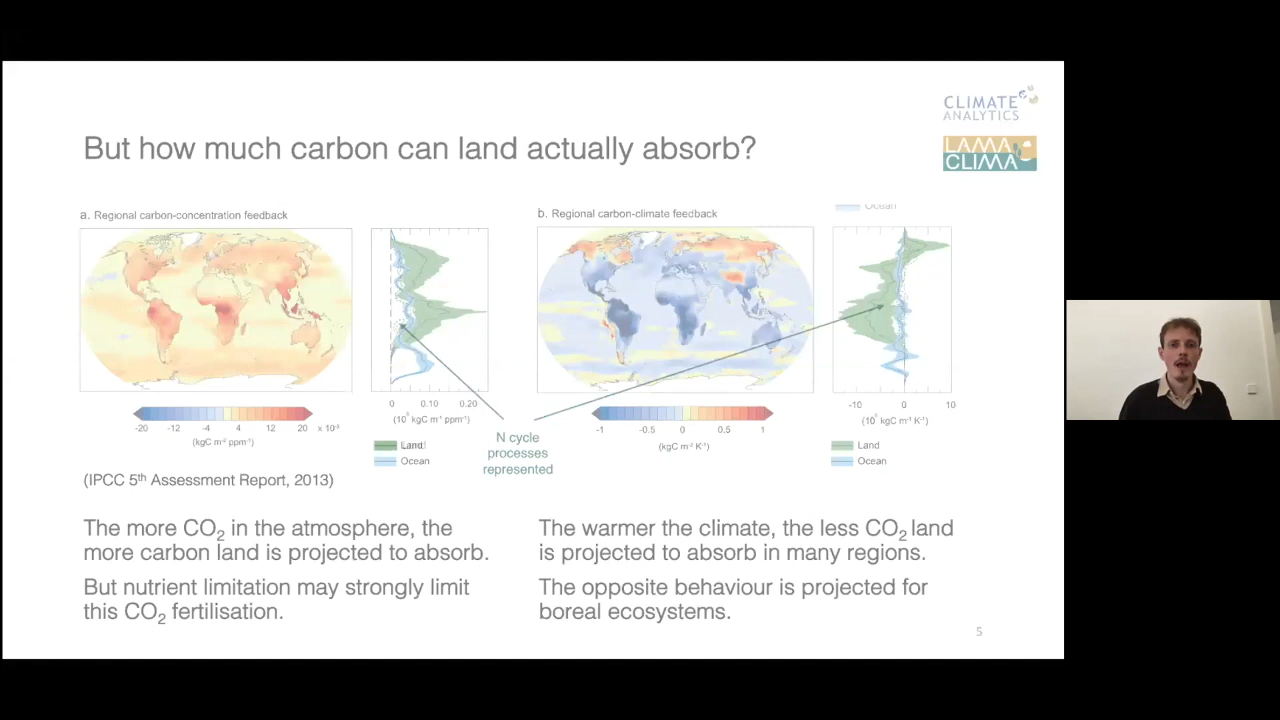 CLIMATE
ANALYTICS
LAMA
CLIMA
But how much carbon can land actually absorb?
a. Regional carbon-concentration feedback
0 0.10 0.20
(10⁶ kgC m⁻¹ ppm⁻¹)
-20 -12 -4 4 12 20 x 10⁻³
(kgC m⁻² ppm⁻¹)
Land
Ocean
b. Regional carbon-climate feedback
Ocean
-10 0 10
(10⁶ kgC m⁻¹ K⁻¹)
-1 -0.5 0 0.5 1
(kgC m⁻² K⁻¹)
Land
Ocean
N cycle
processes
represented
(IPCC 5th Assessment Report, 2013)
The more CO₂ in the atmosphere, the
more carbon land is projected to absorb.
But nutrient limitation may strongly limit
this CO₂ fertilisation.
The warmer the climate, the less CO₂ land
is projected to absorb in many regions.
The opposite behaviour is projected for
boreal ecosystems.
5